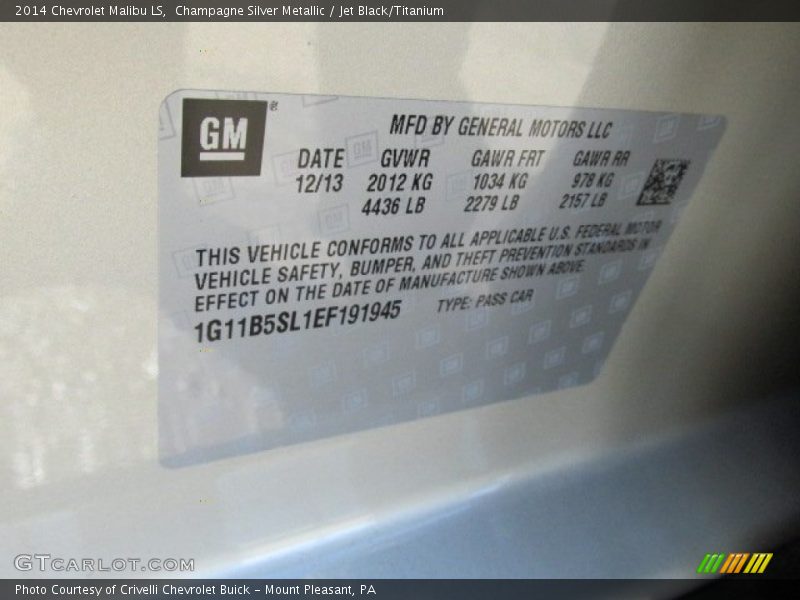 2014 Chevrolet Malibu LS,  Champagne Silver Metallic / Jet Black/Titanium
GM ®
MFD BY GENERAL MOTORS LLC
DATE GVWR GAWR FRT GAWR RR
12/13 2012 KG 1034 KG 978 KG
4436 LB 2279 LB 2157 LB
THIS VEHICLE CONFORMS TO ALL APPLICABLE U.S. FEDERAL MOTOR
VEHICLE SAFETY, BUMPER, AND THEFT PREVENTION STANDARDS IN
EFFECT ON THE DATE OF MANUFACTURE SHOWN ABOVE.
1G11B5SL1EF191945 TYPE: PASS CAR
GTCARLOT.COM
Photo Courtesy of Crivelli Chevrolet Buick - Mount Pleasant, PA